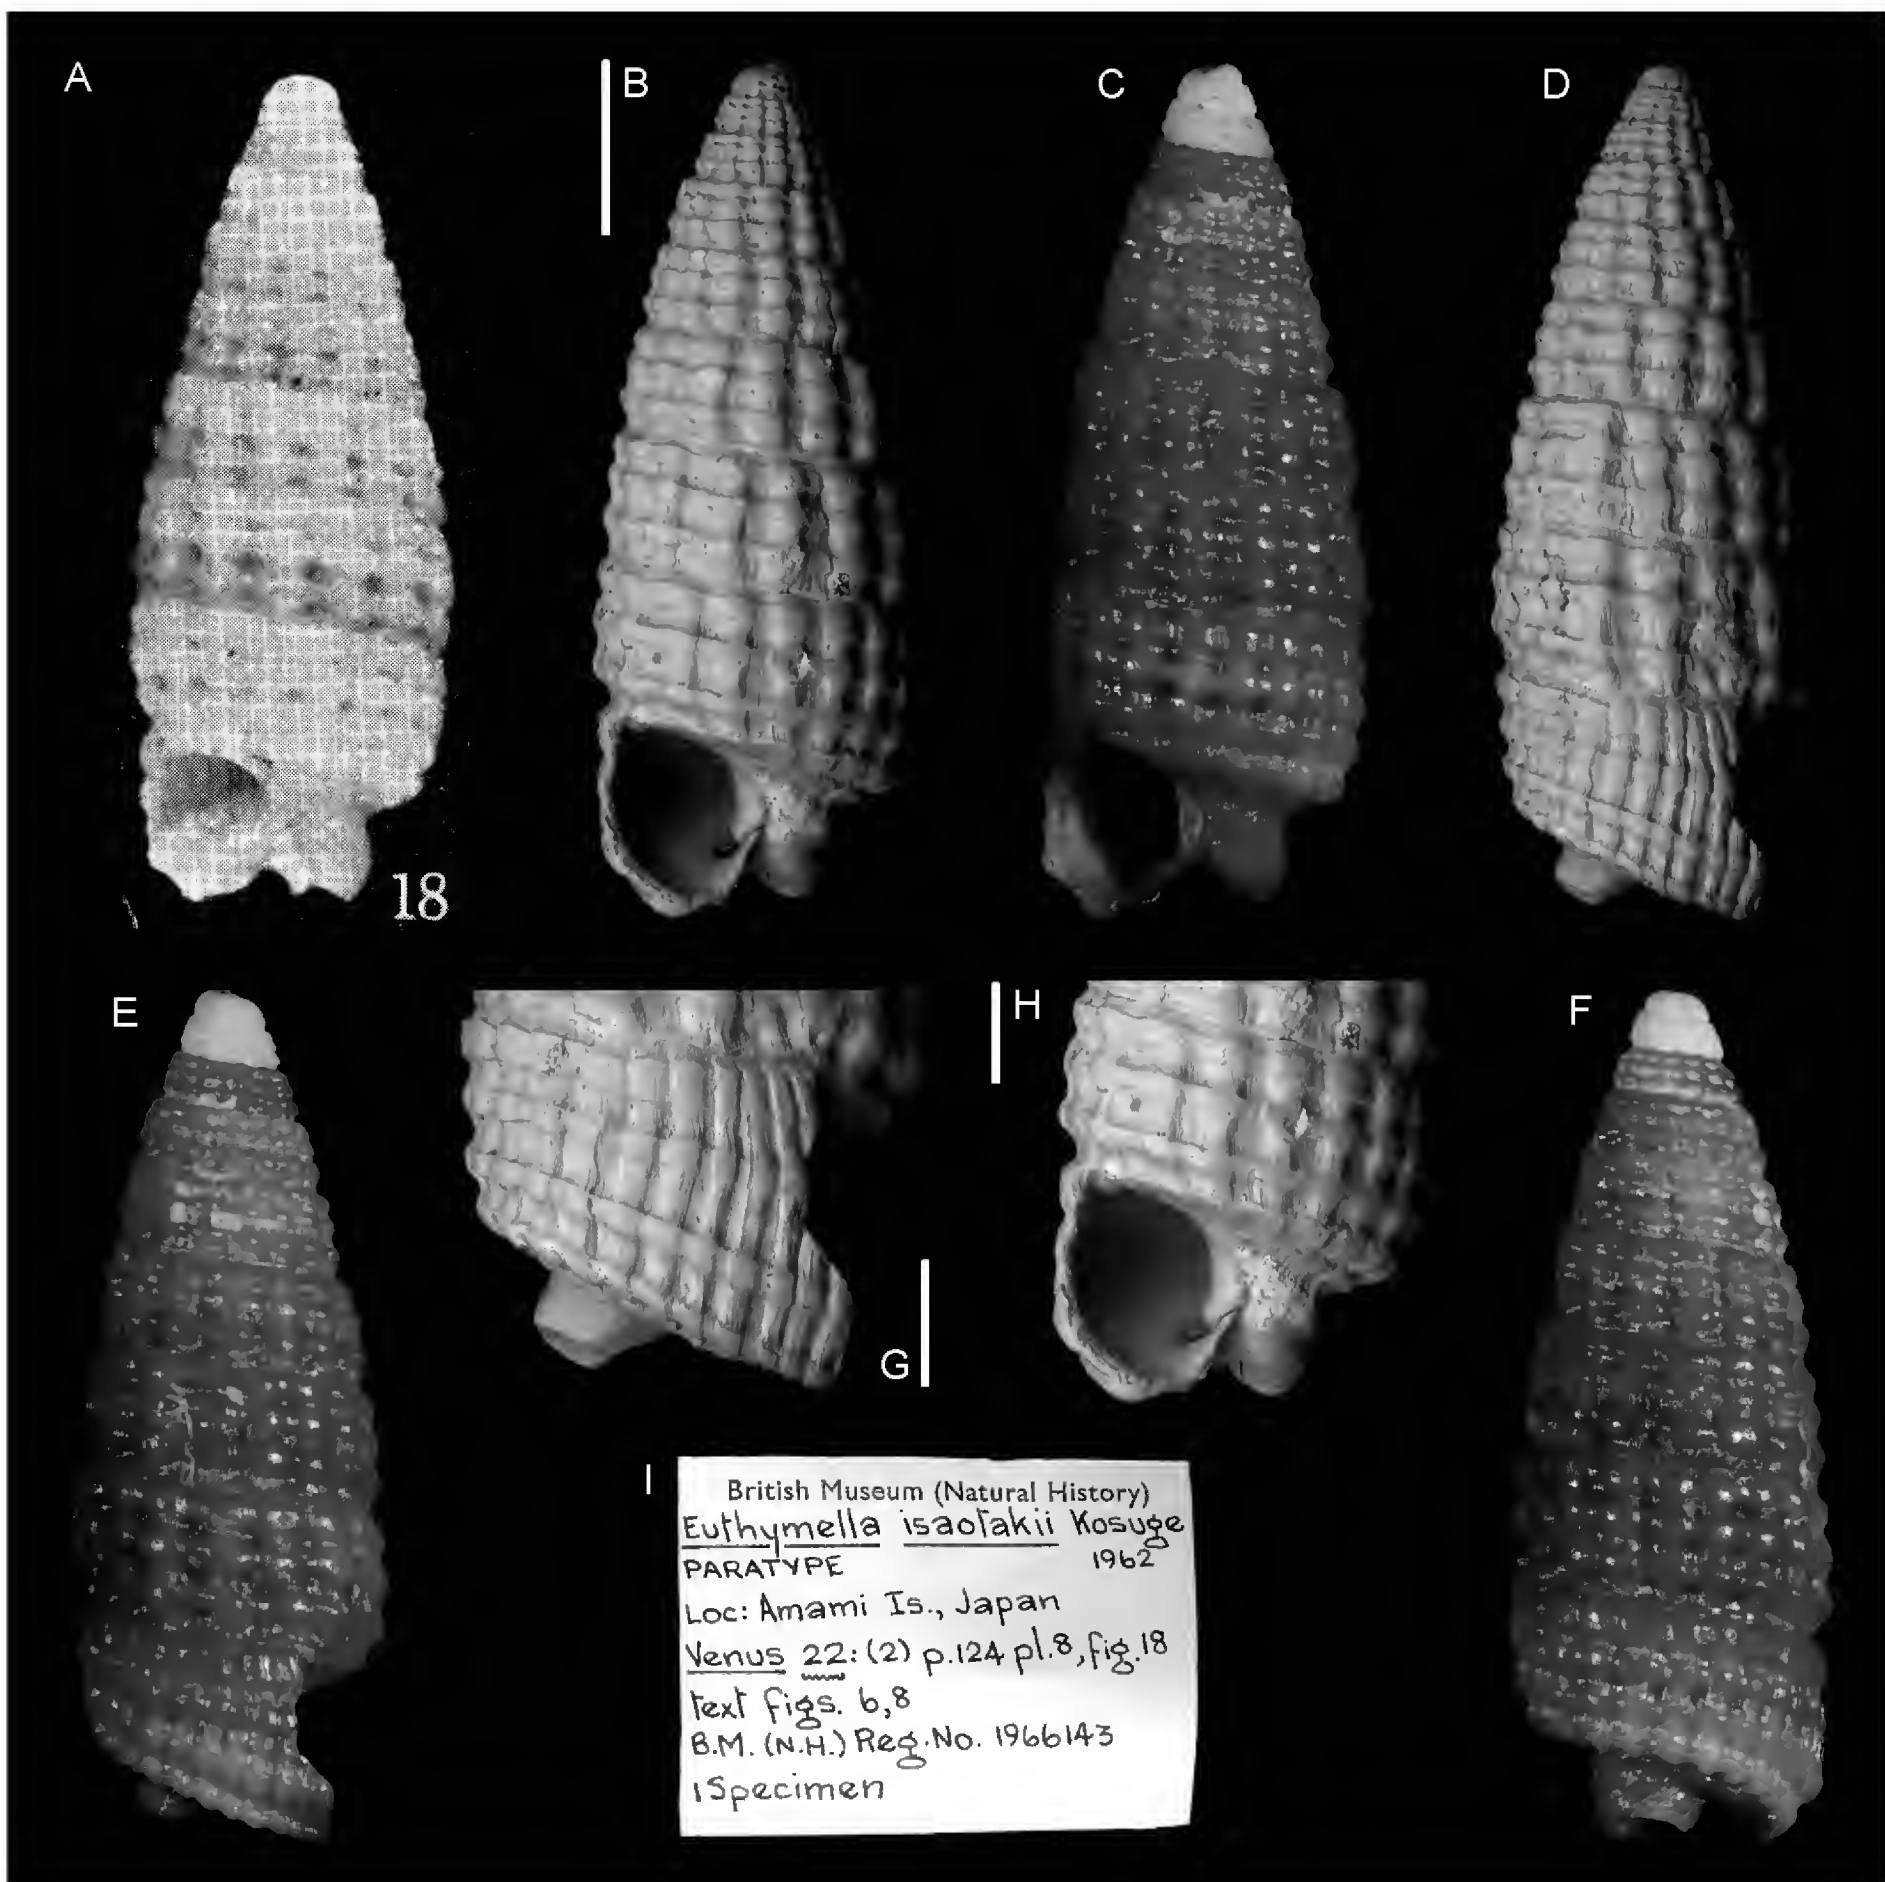 A
B
C
D
18
E
G
H
F
I
British Museum (Natural History)
Euthymella isaotakii Kosuge
PARATYPE 1962
Loc: Amami Is., Japan
Venus 22: (2) p.124 pl.8, fig.18
text figs. 6,8
B.M. (N.H.) Reg. No. 1966143
1 Specimen